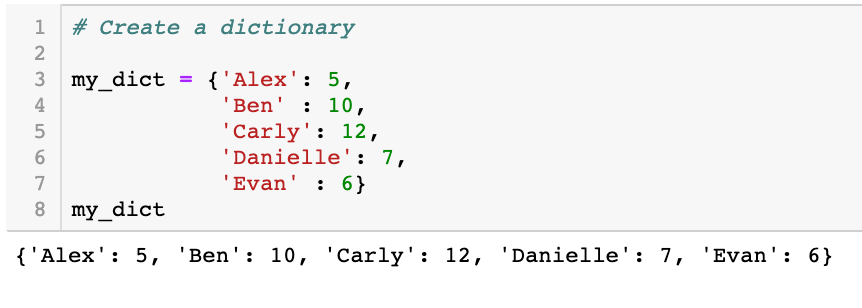 1 # Create a dictionary
2
3 my_dict = {'Alex': 5,
4 'Ben' : 10,
5 'Carly': 12,
6 'Danielle': 7,
7 'Evan' : 6}
8 my_dict
{'Alex': 5, 'Ben': 10, 'Carly': 12, 'Danielle': 7, 'Evan': 6}